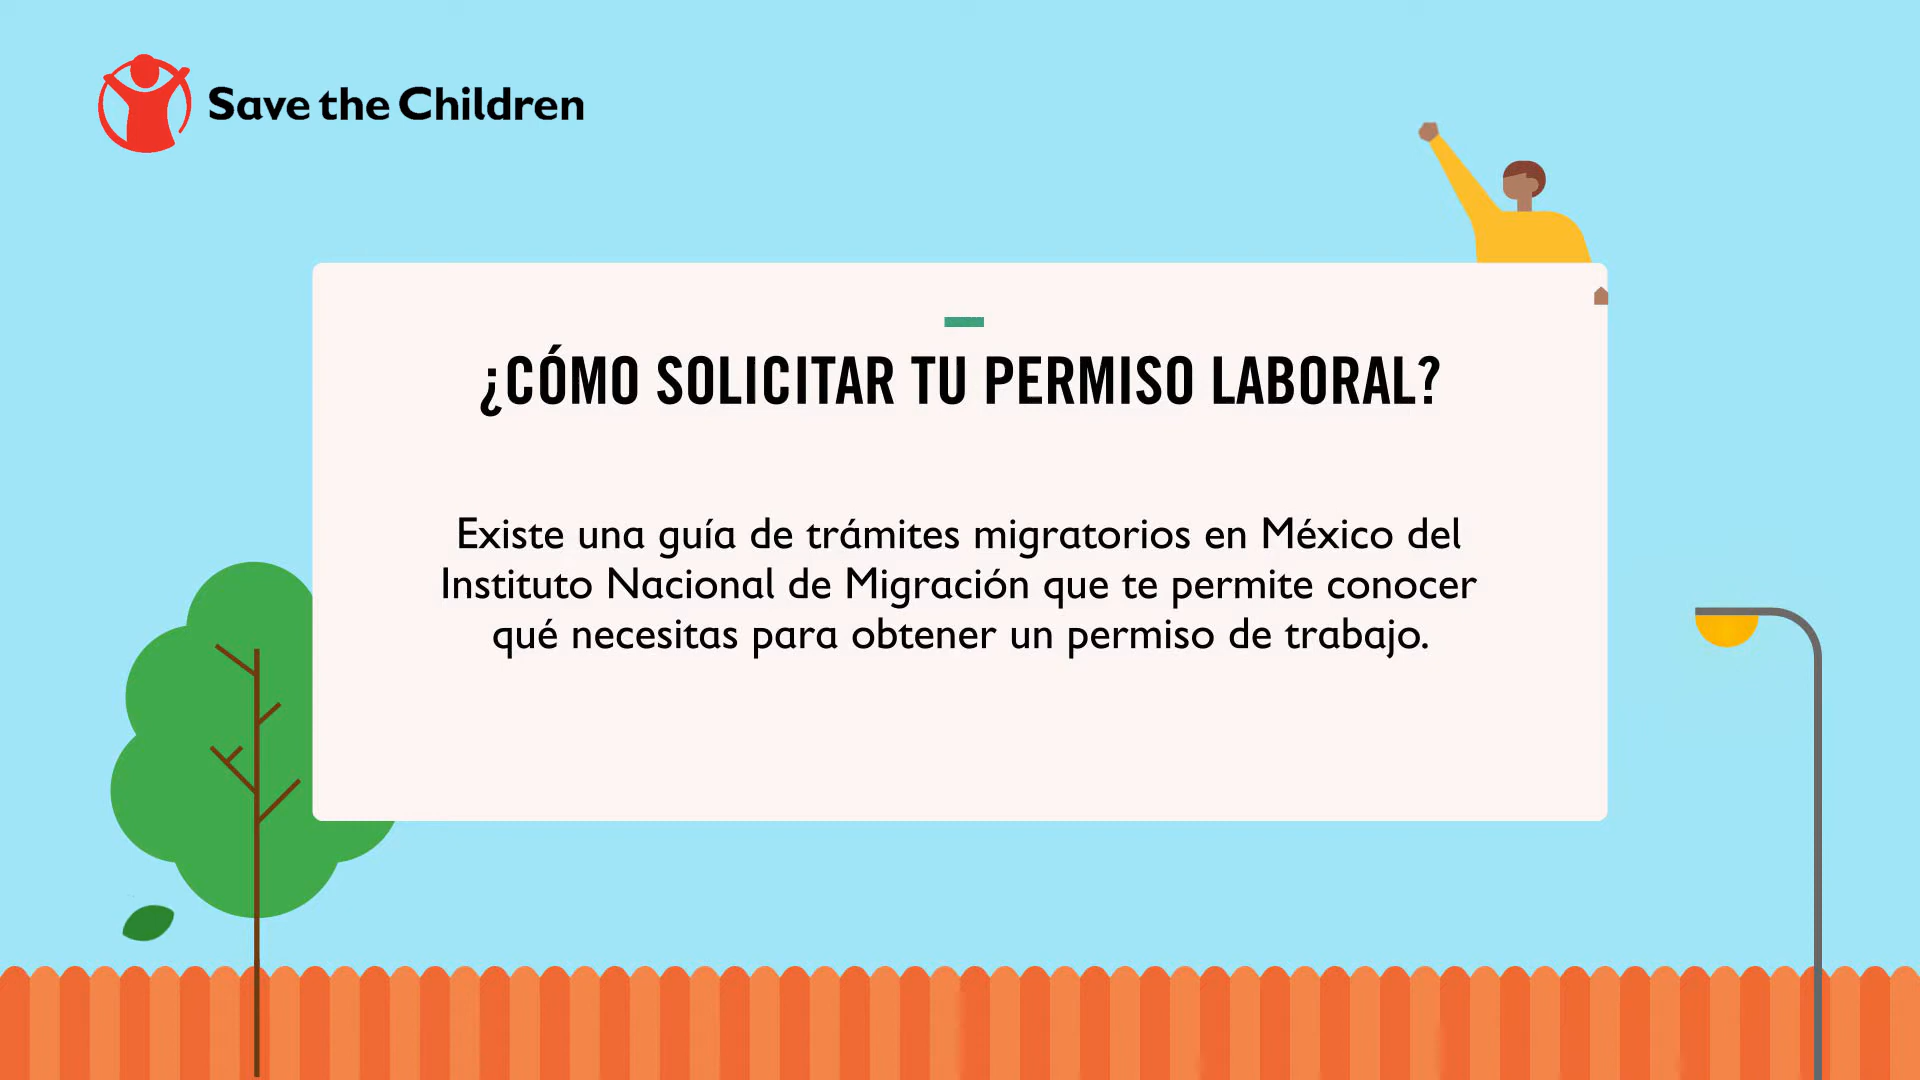 Save the Children
¿CÓMO SOLICITAR TU PERMISO LABORAL?
Existe una guía de trámites migratorios en México del
Instituto Nacional de Migración que te permite conocer
qué necesitas para obtener un permiso de trabajo.